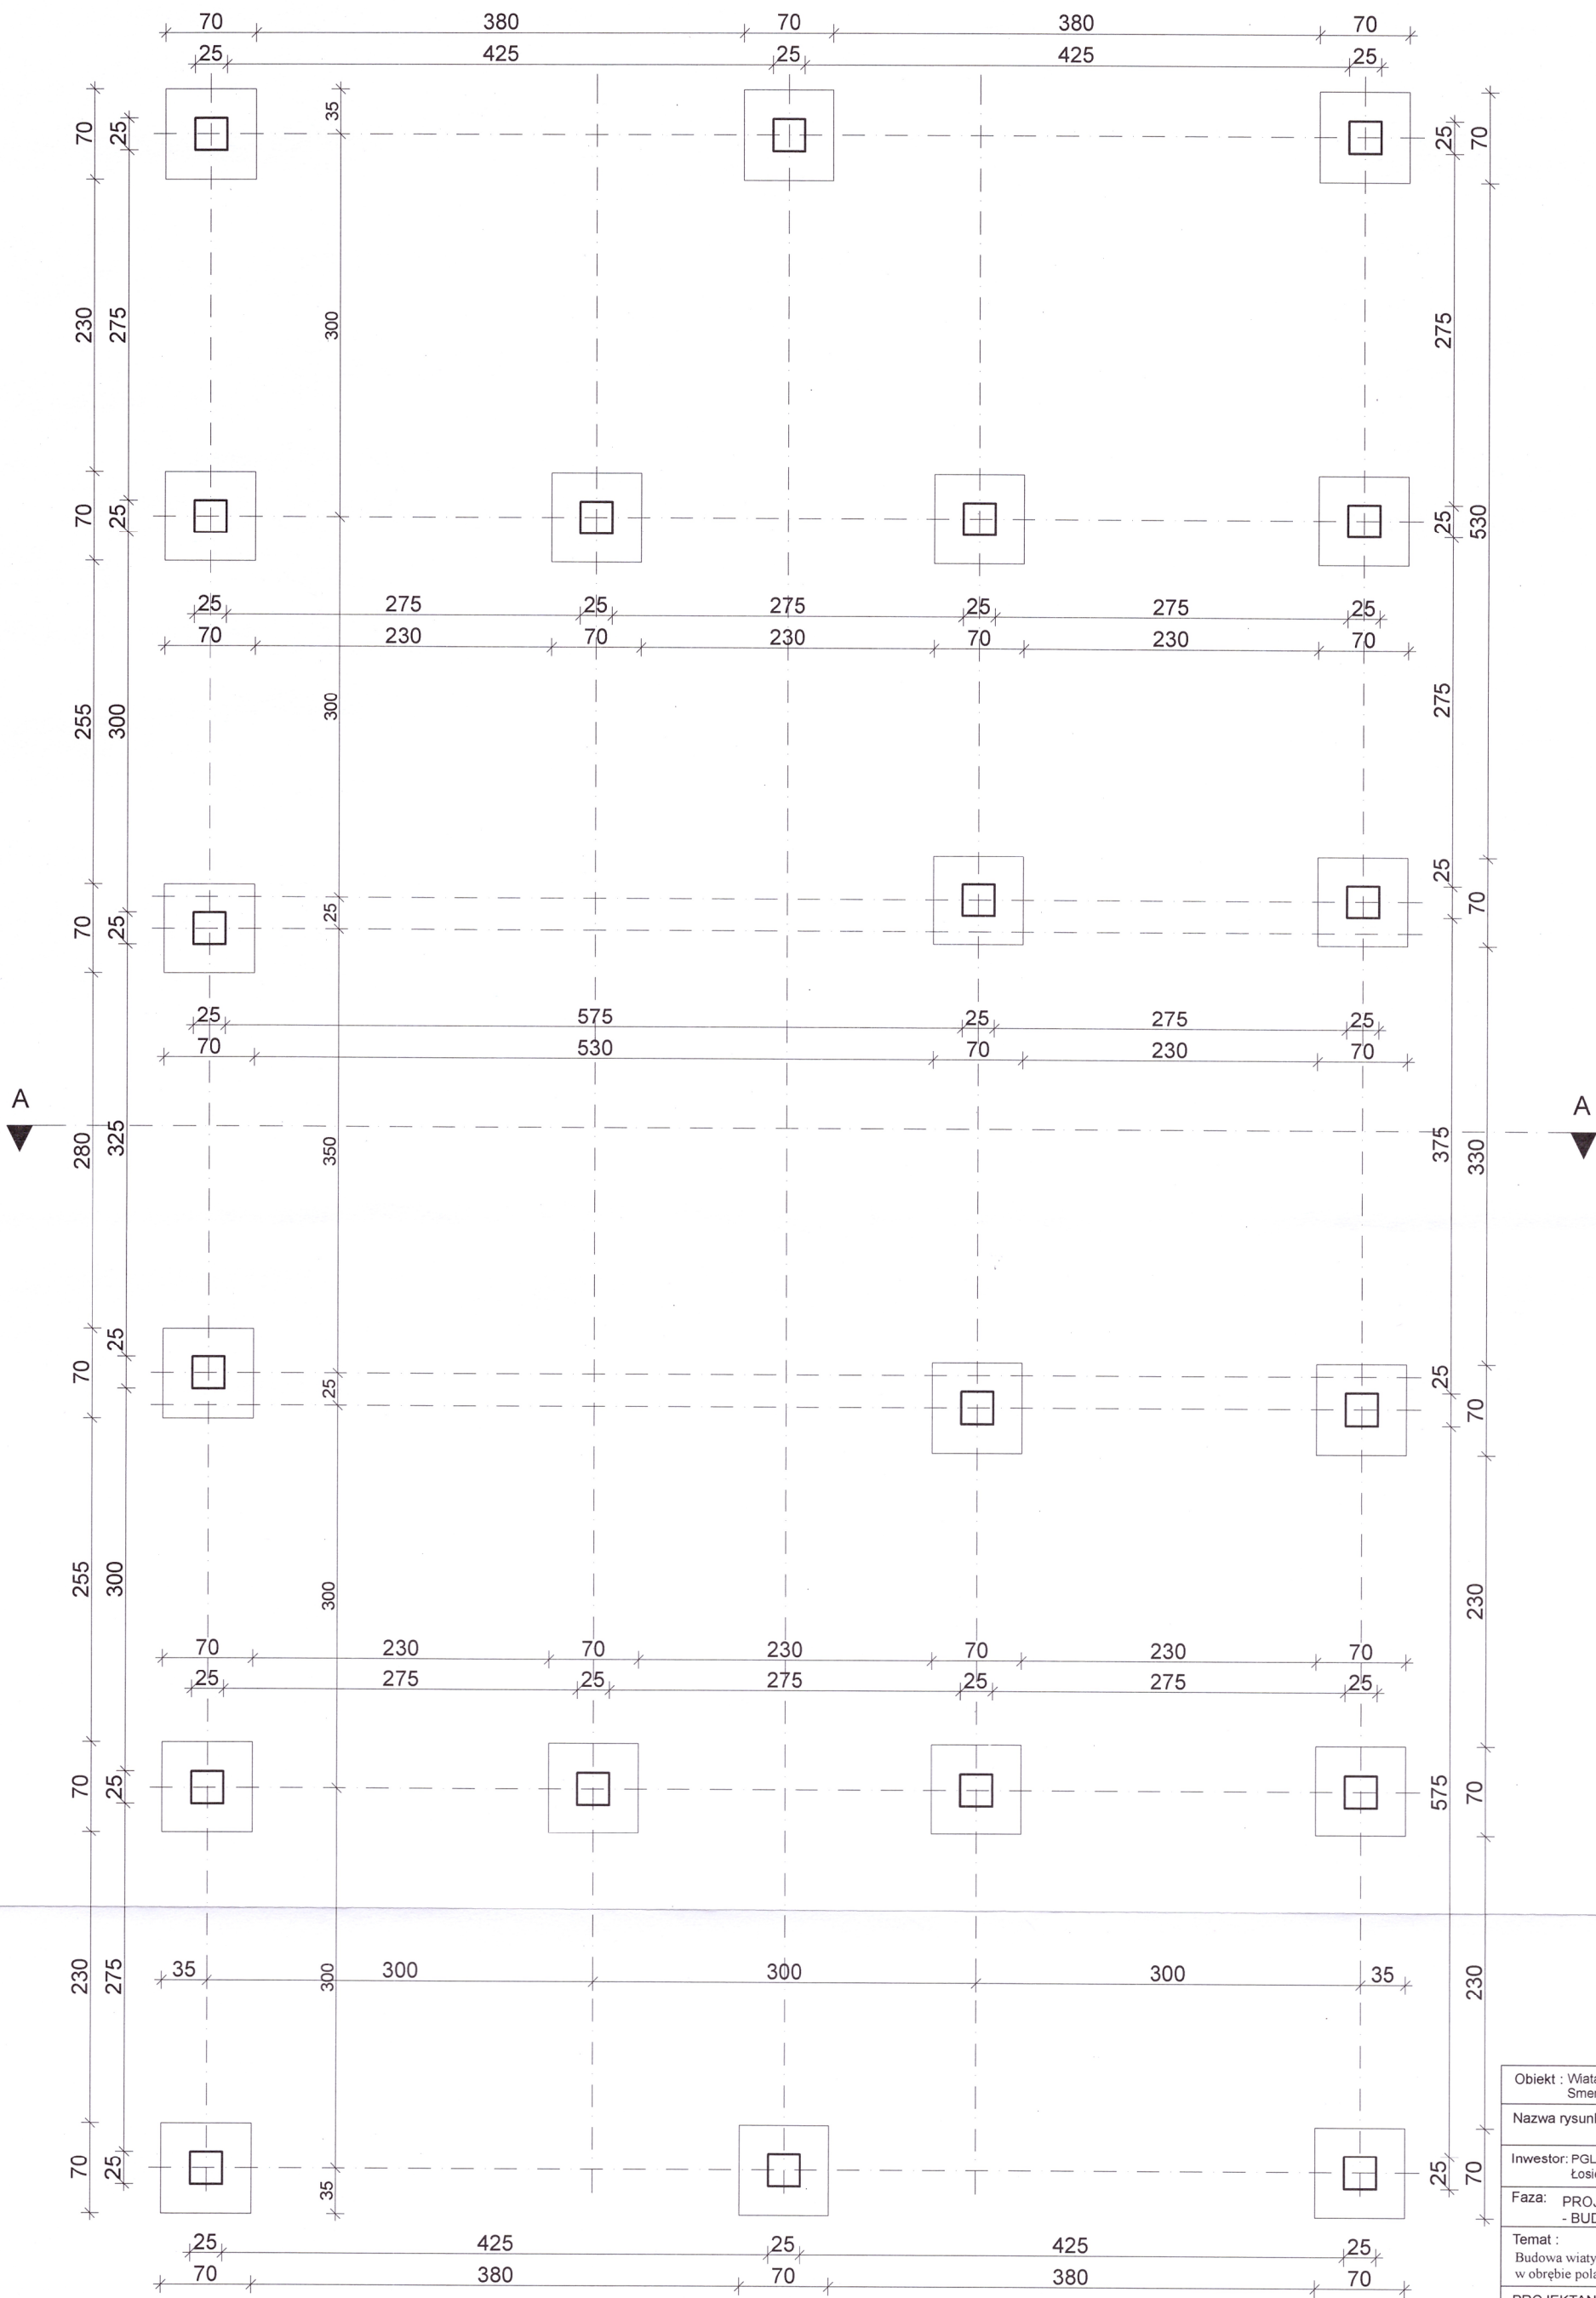 70 380 70 380 70
25 425 25 425 25
70 25 35 25 70
230 275 300 275
70 25 25 530
25 275 25 275 25 275 25
70 230 70 230 70 230 70
255 300 300 275
25
70 25 25 70
25 575 25 275 25
70 530 70 230 70
A A
280 325 350 375 330
25 25
70 25 70
255 300 300 230
70 230 70 230 70 230 70
25 275 25 275 25 275 25
70 25 575 70
35 300 300 300 35
230 275 300 230
70 25 35 25 70
25 425 25 425 25
70 380 70 380 70
Obiekt :
Nazwa
Inwestor: PGL
Faza:
- BUD
Temat :
Budowa wiaty
w obrębie